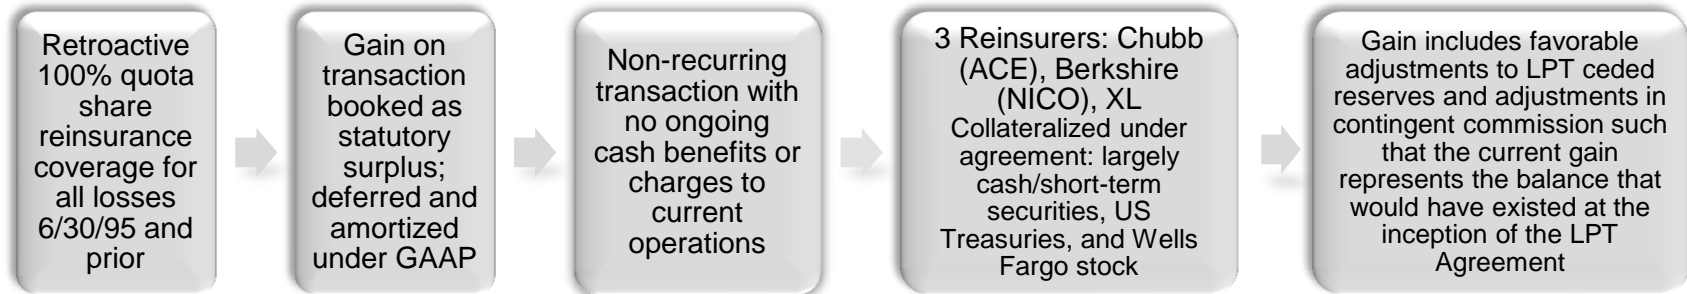 Retroactive
100% quota
share
reinsurance
coverage for
all losses
6/30/95 and
prior
Gain on
transaction
booked as
statutory
surplus;
deferred and
amortized
under GAAP
Non-recurring
transaction with
no ongoing
cash benefits or
charges to
current
operations
3 Reinsurers: Chubb
(ACE), Berkshire
(NICO), XL
Collateralized under
agreement: largely
cash/short-term
securities, US
Treasuries, and Wells
Fargo stock
Gain includes favorable
adjustments to LPT ceded
reserves and adjustments in
contingent commission such
that the current gain
represents the balance that
would have existed at the
inception of the LPT
Agreement